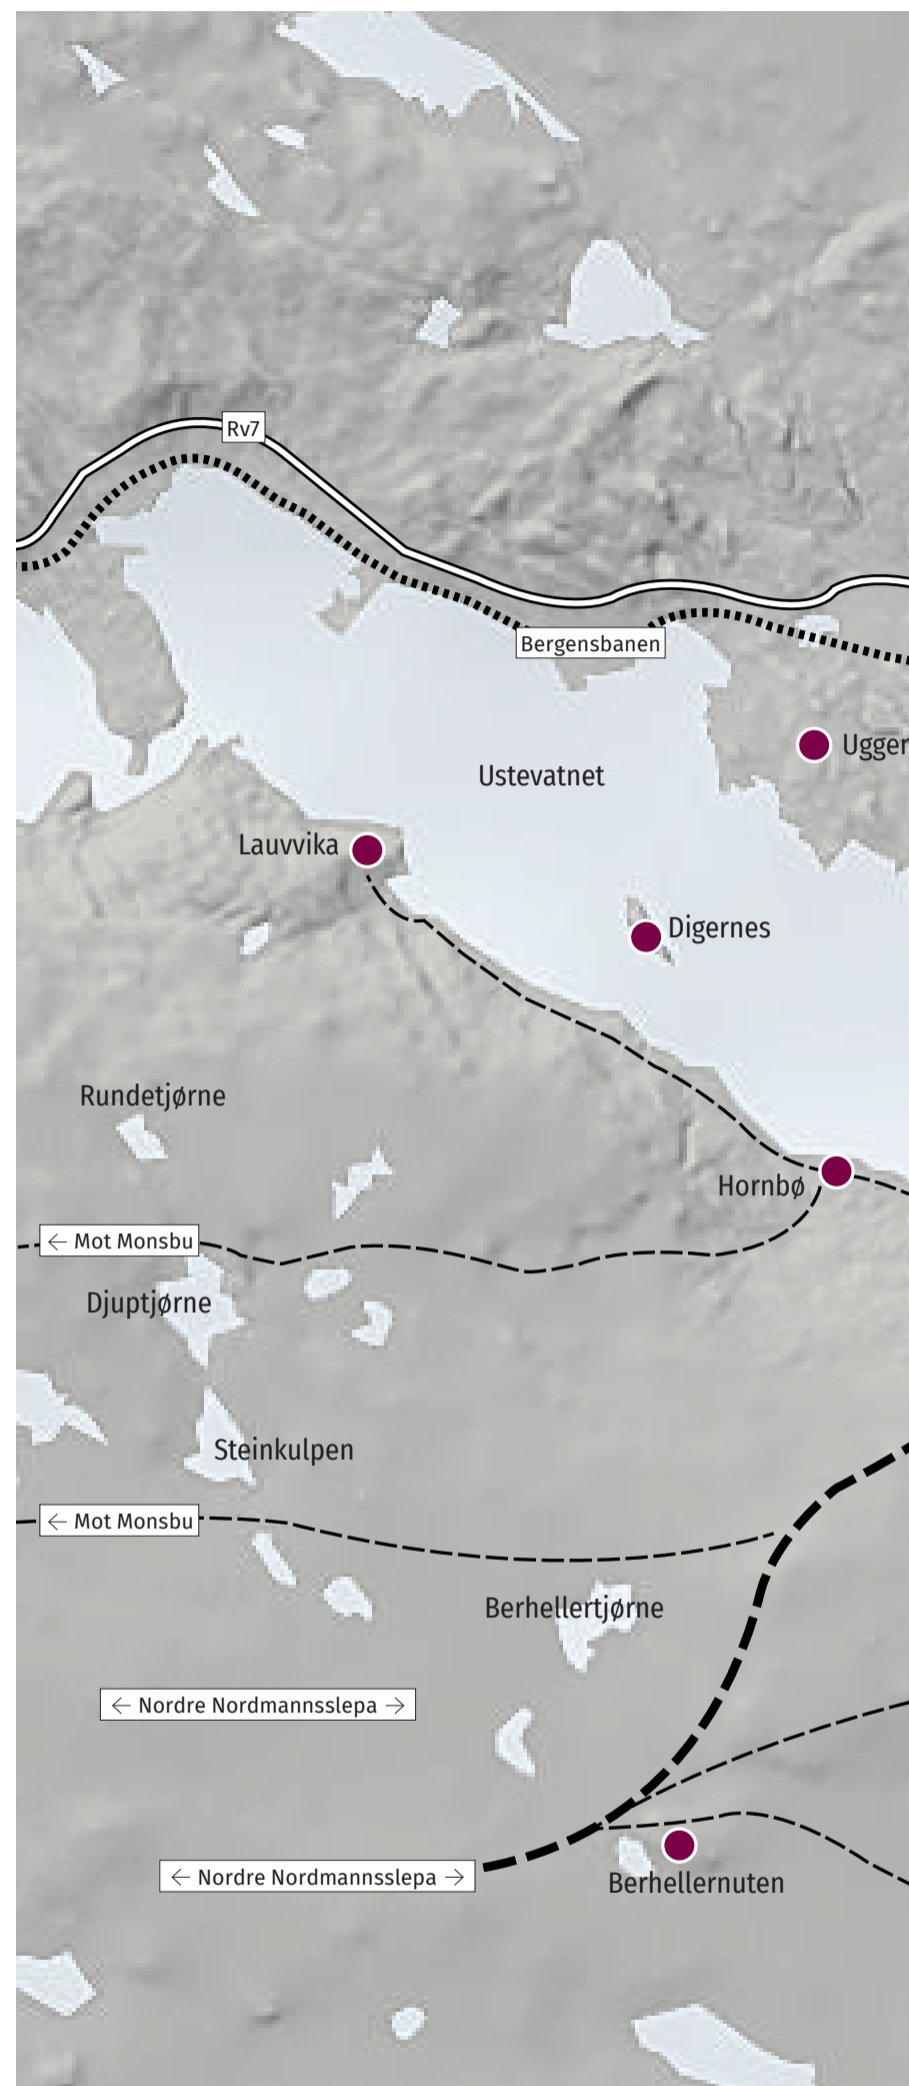 Rv7
Bergensbanen
Ugger
Ustevatnet
Lauvvika
Digernes
Rundetjørne
Hornbø
← Mot Monsbu
Djuptjørne
Steinkulpen
← Mot Monsbu
Berhellertjørne
← Nordre Nordmannsslepa →
← Nordre Nordmannsslepa →
Berhellernuten